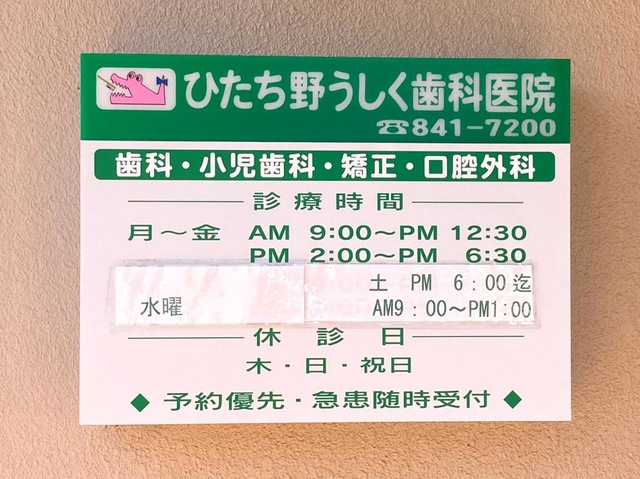 ひたち野うしく歯科医院
☎841-7200
歯科・小児歯科・矯正・口腔外科
診療時間
月～金 AM 9:00～PM 12:30
PM 2:00～PM 6:30
土 PM 6:00迄
水曜 AM9:00～PM1:00
休診日
木・日・祝日
◆ 予約優先・急患随時受付 ◆